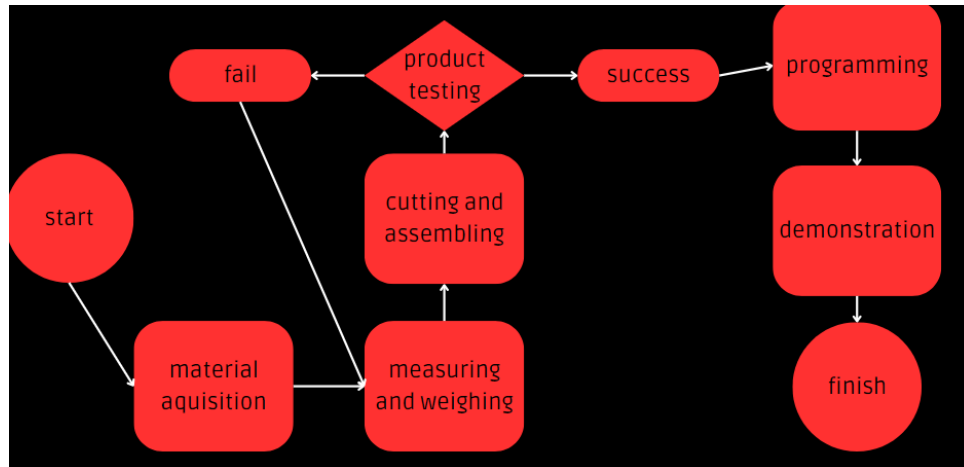 start
material
aquisition
measuring
and weighing
cutting and
assembling
product
testing
fail
success
programming
demonstration
finish